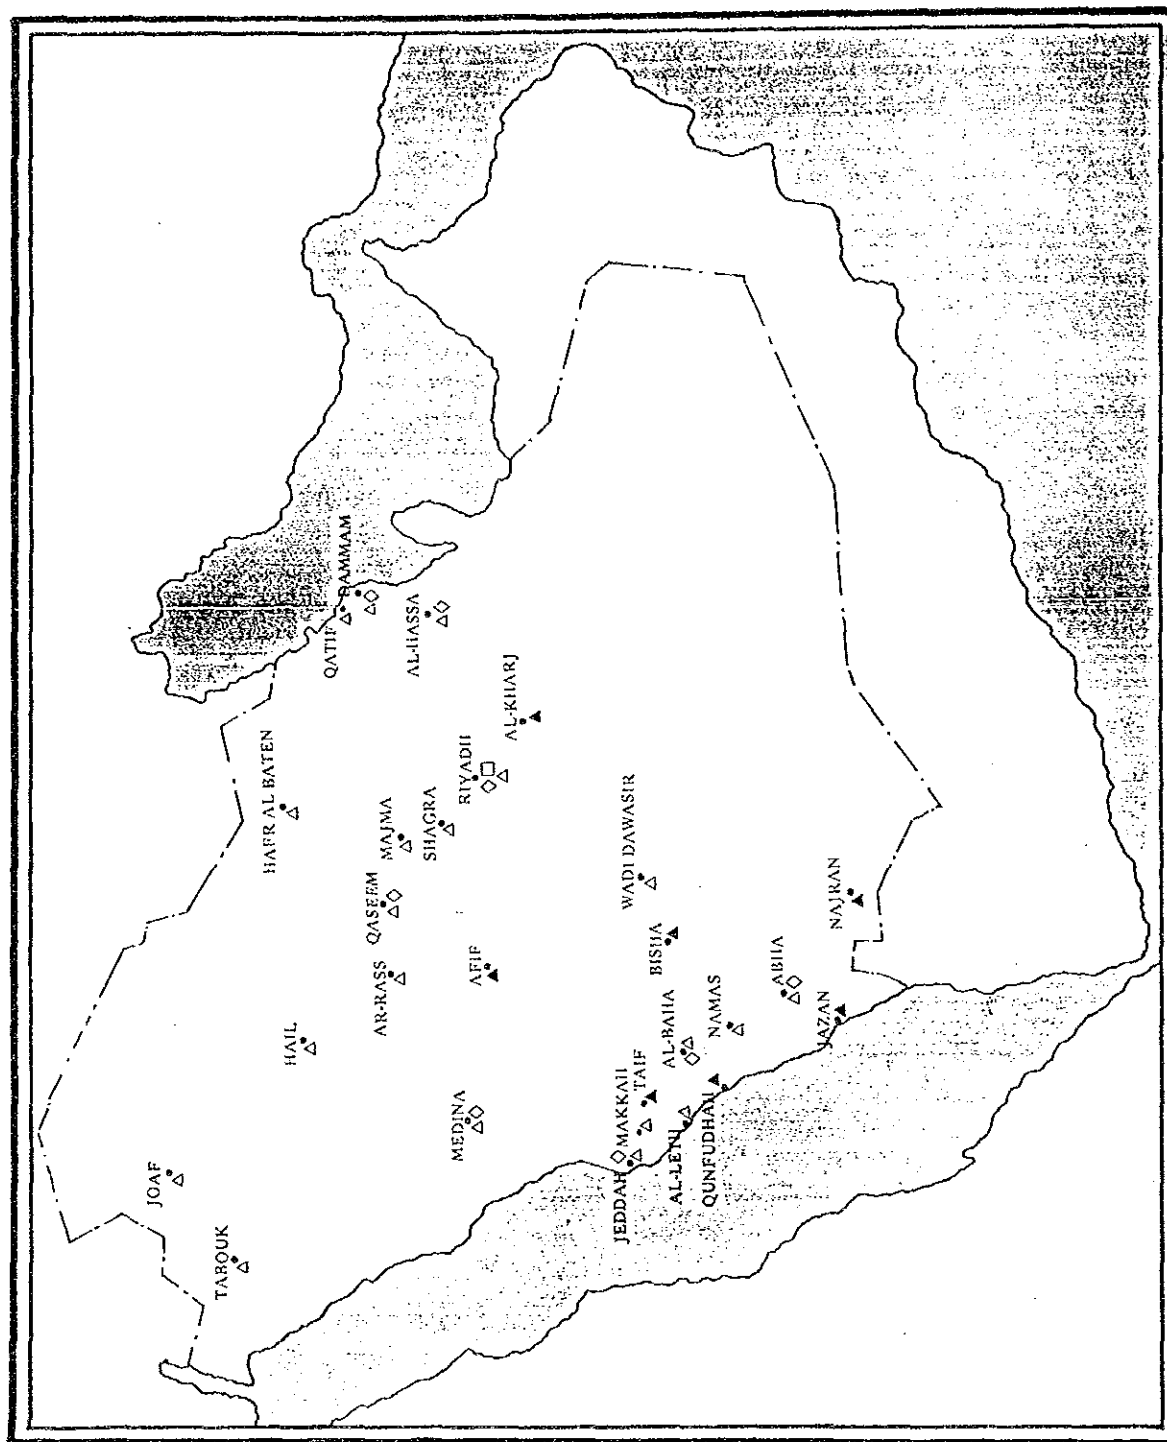 JOAF
TABOUK
HAFR AL BATEN
HAIL
QATIF
DAMMAM
QASEEM
AR-RASS
MAJMA
AL-HASSA
SHAGRA
MEDINA
RIYADH
AFIF
AL-KHARJ
JEDDAH
MAKKAH
WADI DAWASIR
TAIF
BISHA
AL-BAHA
AL-LETH
QUNFUDHAH
NAMAS
ABHA
JAZAN
NAJRAN